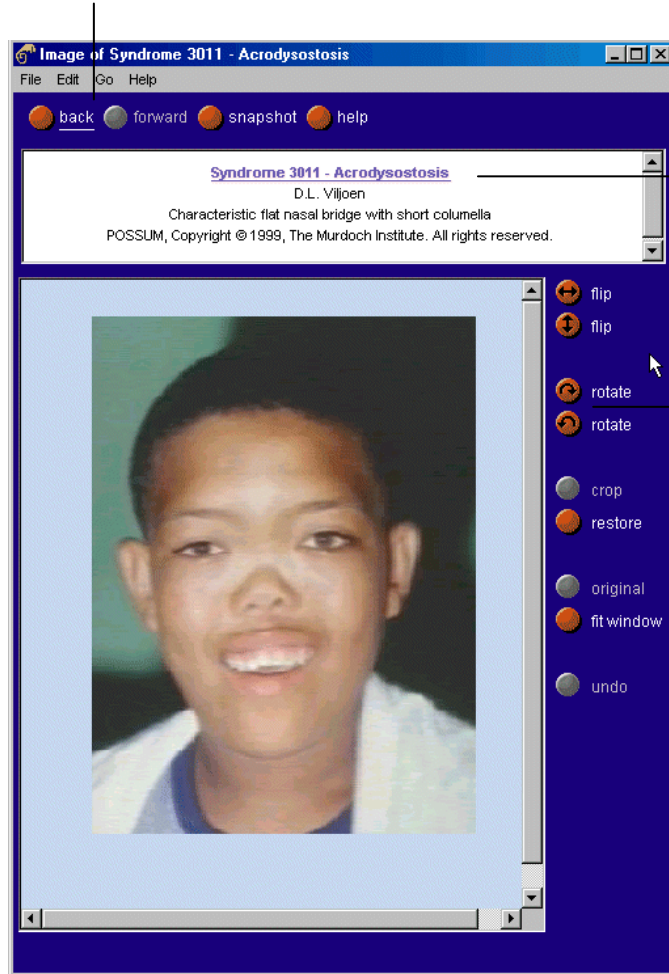 Image of Syndrome 3011 - Acrodysostosis
File Edit Go Help
back forward snapshot help
Syndrome 3011 - Acrodysostosis
D.L. Viljoen
Characteristic flat nasal bridge with short columella
POSSUM, Copyright © 1999, The Murdoch Institute. All rights reserved.
flip
flip
rotate
rotate
crop
restore
original
fit window
undo